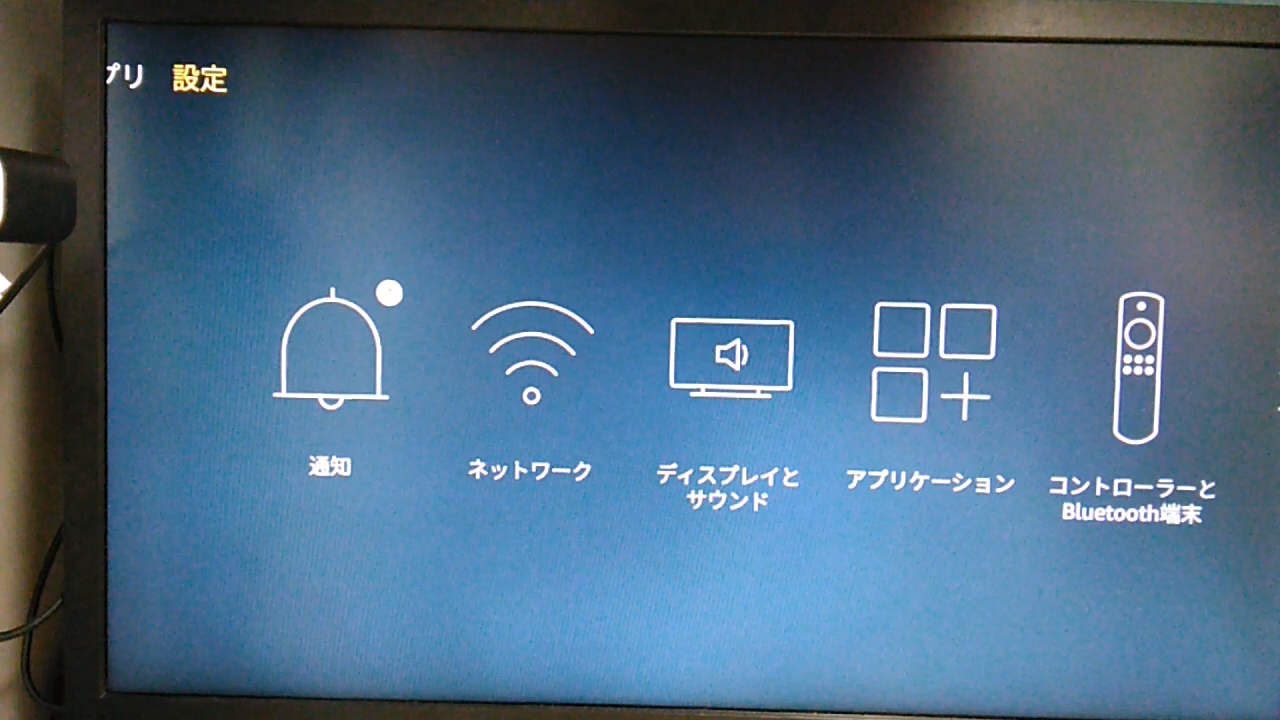 プリ 設定
通知
ネットワーク
ディスプレイと
サウンド
アプリケーション
コントローラーと
Bluetooth端末